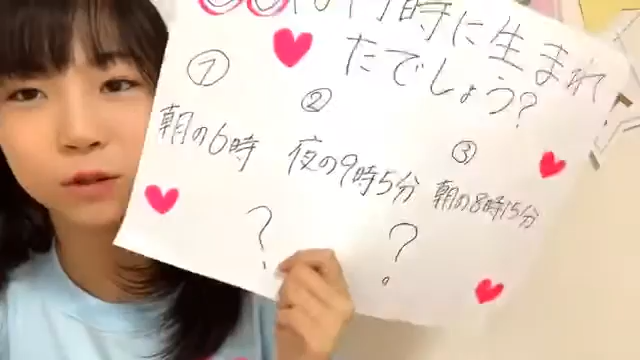 何時に生まれ
たでしょう?
①
朝の6時
②
夜の9時5分
③
朝の8時15分
?
?